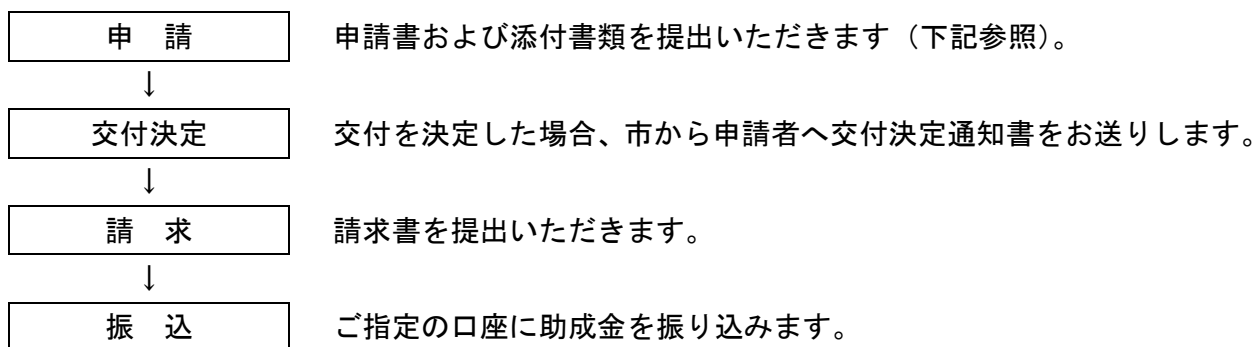 申　請　申請書および添付書類を提出いただきます（下記参照）。
↓
交付決定　交付を決定した場合、市から申請者へ交付決定通知書をお送りします。
↓
請　求　請求書を提出いただきます。
↓
振　込　ご指定の口座に助成金を振り込みます。